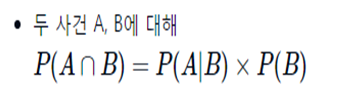 • 두 사건 A, B에 대해
P(A∩B) = P(A|B) × P(B)